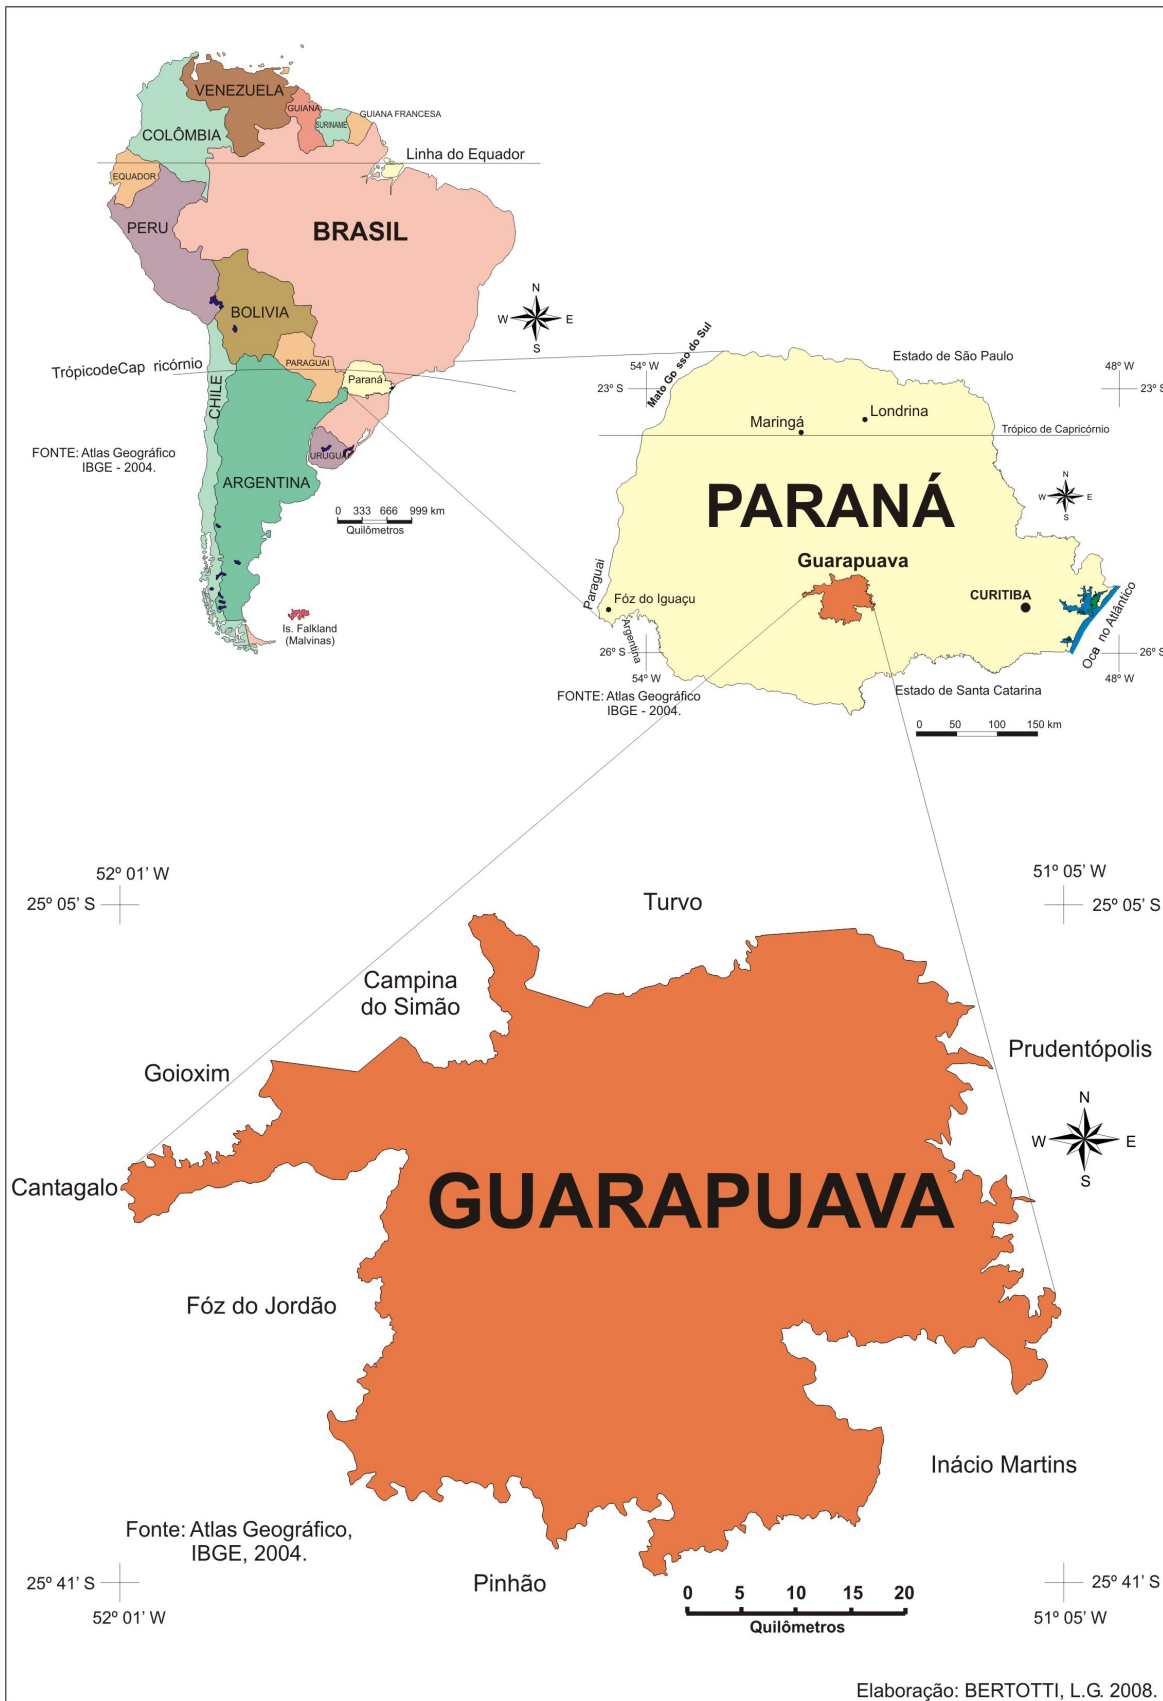 VENEZUELA
GUIANA
SURINAME
GUIANA FRANCESA
COLÔMBIA
Linha do Equador
EQUADOR
PERU
BRASIL
BOLIVIA
N
W E
S
TrópicodeCap ricórnio
PARAGUAI
Paraná
CHILE
FONTE: Atlas Geográfico
IBGE - 2004.
URUGUAI
ARGENTINA
0 333 666 999 km
Quilômetros
Is. Falkland
(Malvinas)
Mato Gro sso do Sul
54º W
23º S
Estado de São Paulo
48º W
23º S
Maringá
Londrina
Trópico de Capricórnio
PARANÁ
N
W E
S
Guarapuava
Paraguai
Fóz do Iguaçu
CURITIBA
Argentina
Ocea no Atlântico
26º S
54º W
26º S
48º W
FONTE: Atlas Geográfico
IBGE - 2004.
Estado de Santa Catarina
0 50 100 150 km
52º 01' W
25º 05' S
51º 05' W
25º 05' S
Turvo
Campina
do Simão
Goioxim
Prudentópolis
N
W E
S
Cantagalo
GUARAPUAVA
Fóz do Jordão
Inácio Martins
Fonte: Atlas Geográfico,
IBGE, 2004.
Pinhão
25º 41' S
52º 01' W
25º 41' S
51º 05' W
0 5 10 15 20
Quilômetros
Elaboração: BERTOTTI, L.G. 2008.